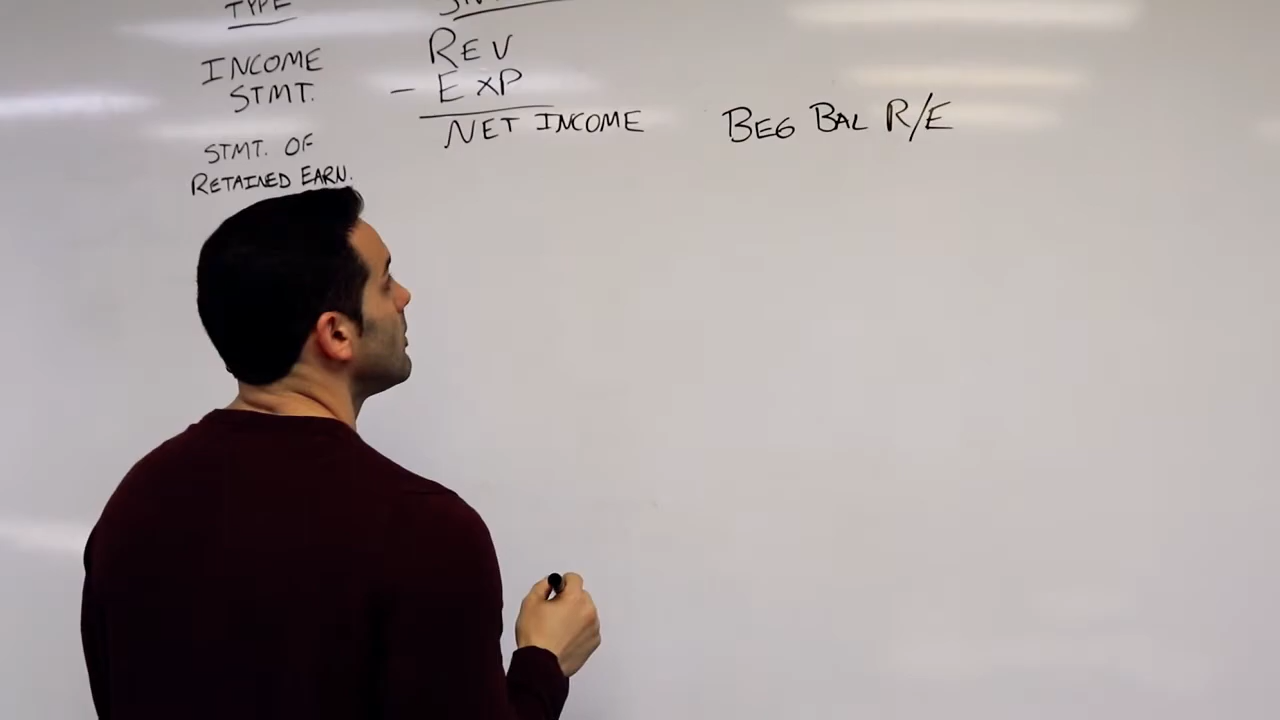 TYPE
INCOME
STMT.
REV
- EXP
NET INCOME
BEG BAL R/E
STMT. OF
RETAINED EARN.